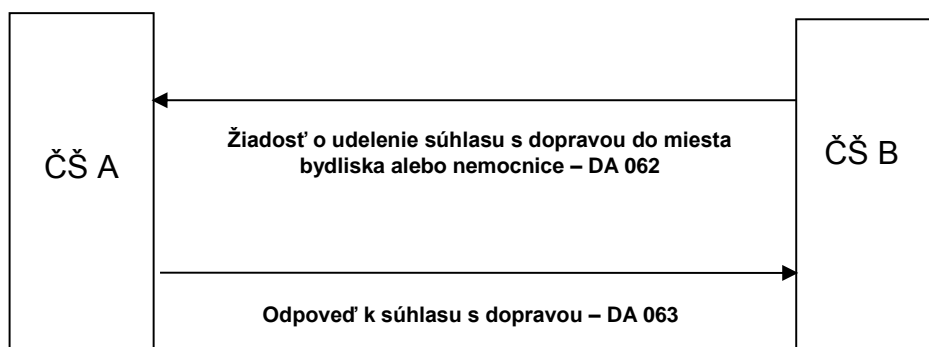 ČŠ A
Žiadosť o udelenie súhlasu s dopravou do miesta
bydliska alebo nemocnice – DA 062
ČŠ B
Odpoveď k súhlasu s dopravou – DA 063